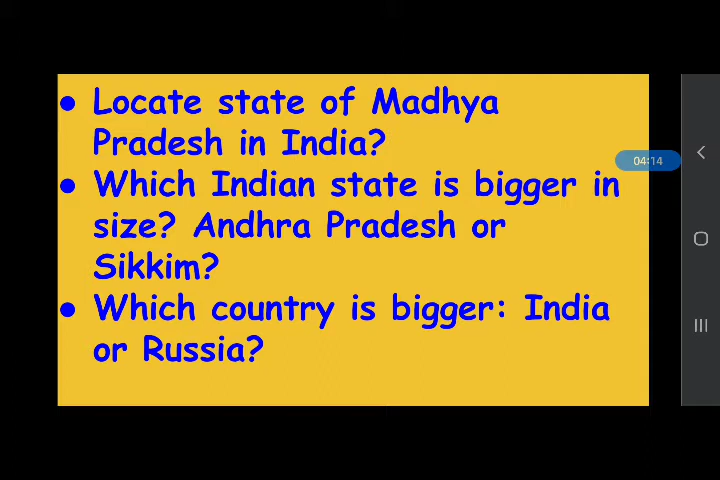 ● Locate state of Madhya
Pradesh in India?
● Which Indian state is bigger in
size? Andhra Pradesh or
Sikkim?
● Which country is bigger: India
or Russia?
04:14